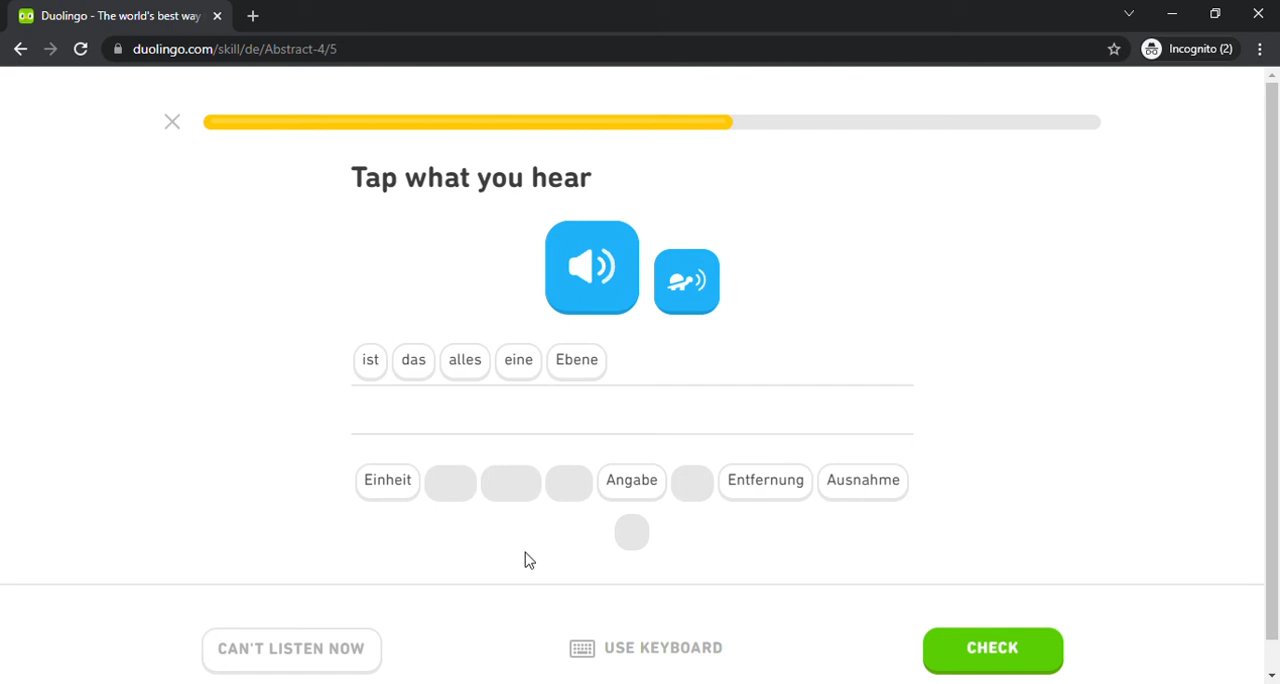 Duolingo - The world's best way
duolingo.com/skill/de/Abstract-4/5
Incognito (2)
Tap what you hear
ist das alles eine Ebene
Einheit Angabe Entfernung Ausnahme
CAN'T LISTEN NOW
USE KEYBOARD
CHECK